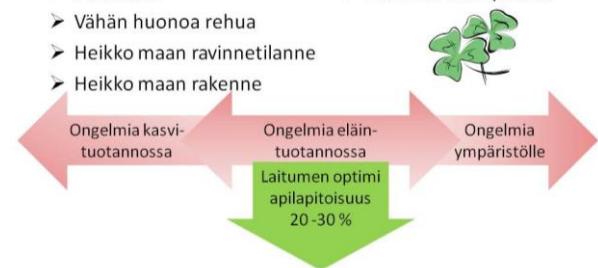 ➢ Vähän huonoa rehua
➢ Heikko maan ravinnetilanne
➢ Heikko maan rakenne
Ongelmia kasvi-
tuotannossa
Ongelmia eläin-
tuotannossa
Ongelmia
ympäristölle
Laitumen optimi
apilapitoisuus
20 -30 %